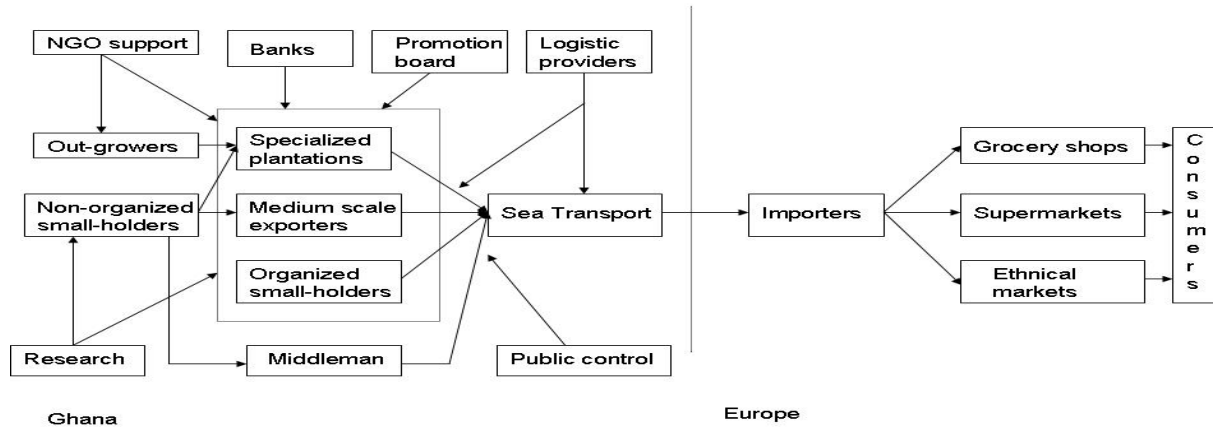 NGO support
Banks
Promotion
board
Logistic
providers
Out-growers
Specialized
plantations
Grocery shops
Non-organized
small-holders
Medium scale
exporters
Sea Transport
Importers
Supermarkets
Organized
small-holders
Ethnical
markets
Consumers
Research
Middleman
Public control
Ghana
Europe